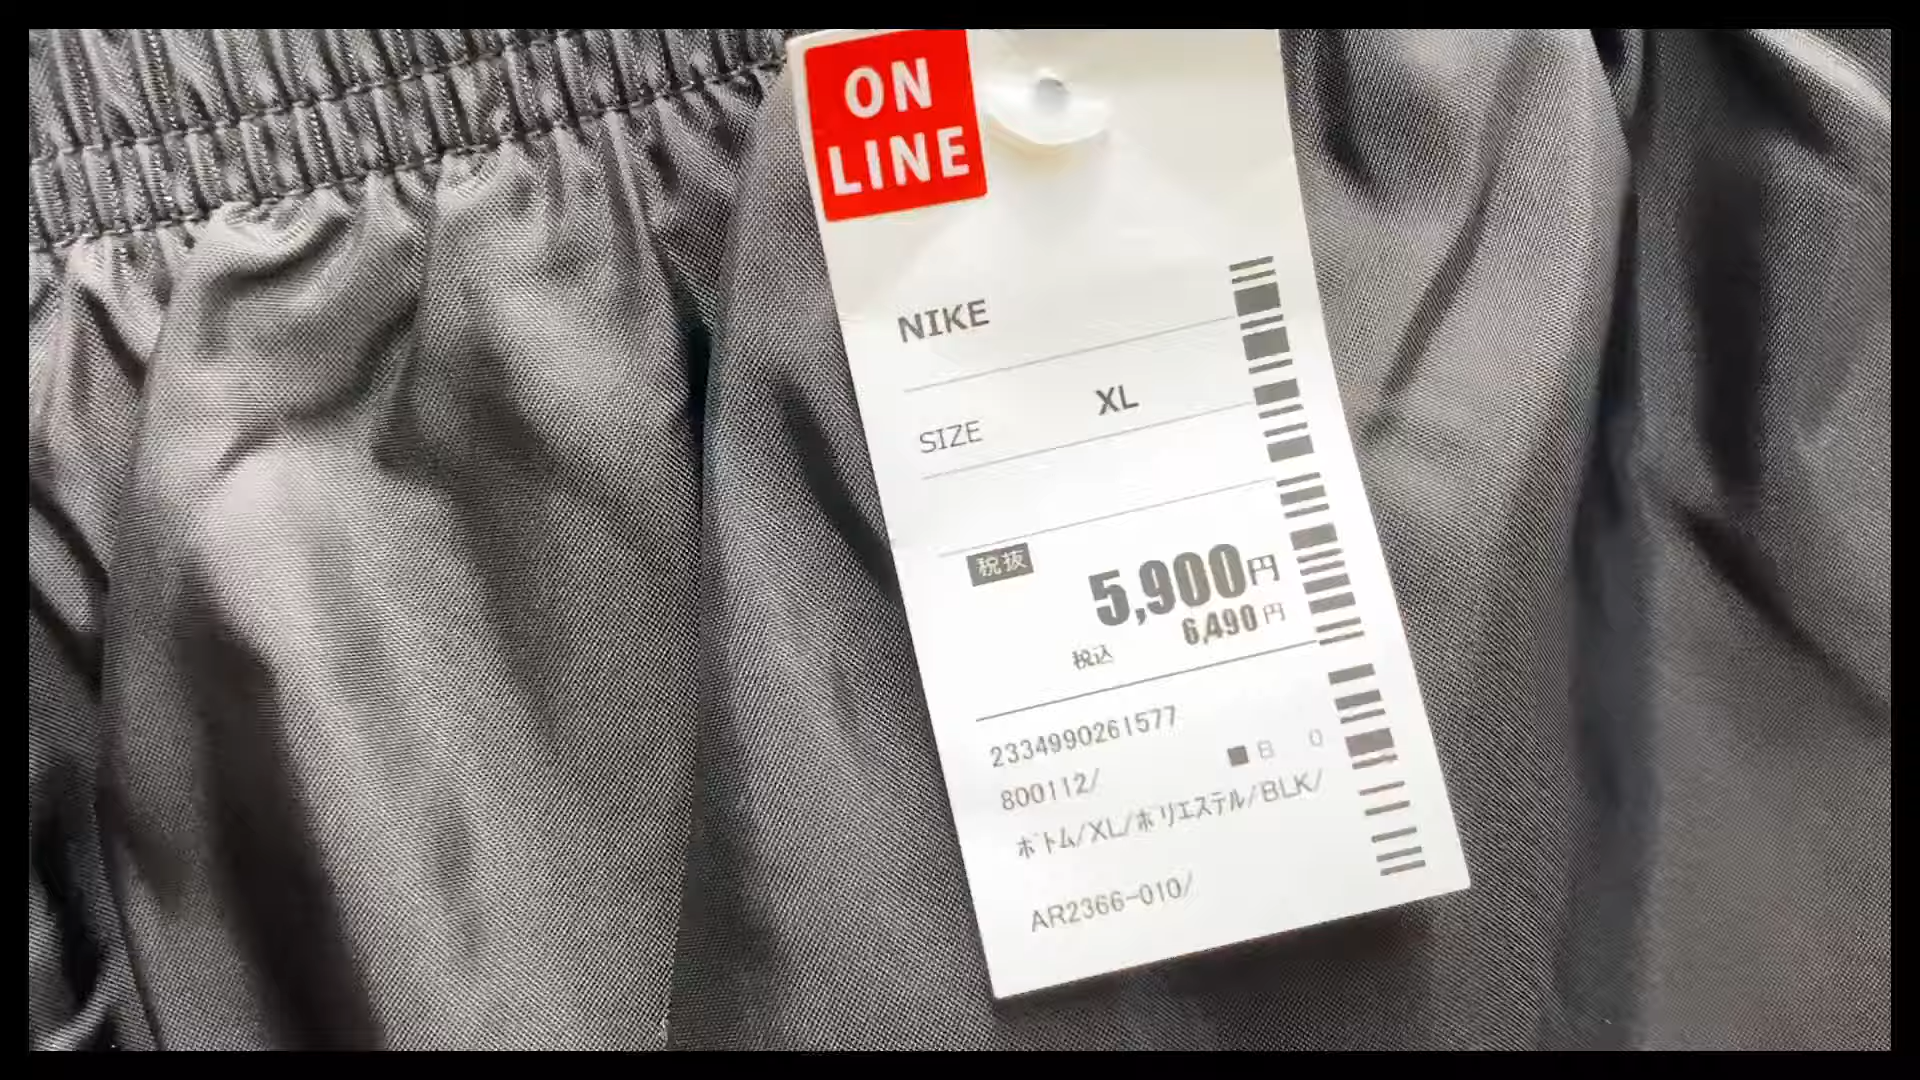 ON
LINE
NIKE
SIZE XL
税抜 5,900円
税込 6,490円
2334990261577
800112/ ■B 0
ﾎﾞﾄﾑ/XL/ﾎﾟﾘｴｽﾃﾙ/BLK/
AR2366-010/